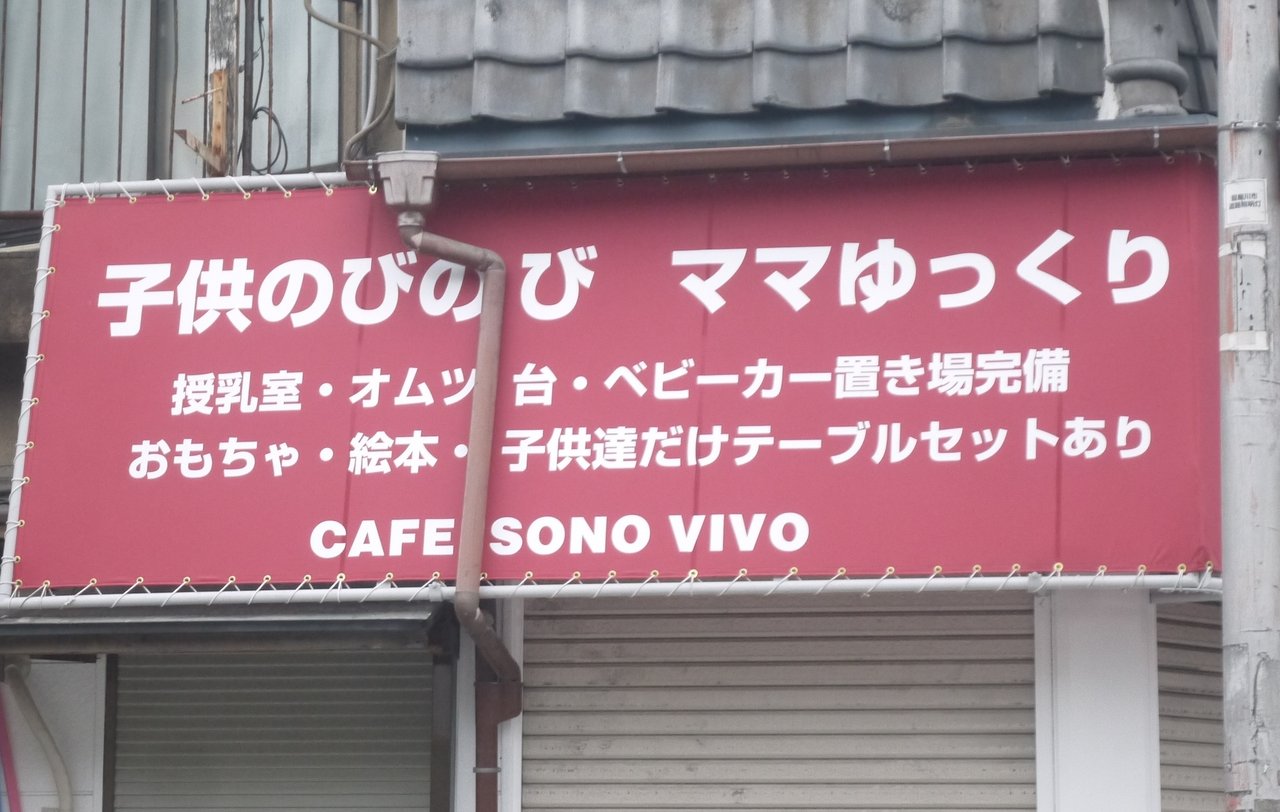 子供のびのび ママゆっくり
授乳室・オムツ台・ベビーカー置き場完備
おもちゃ・絵本・子供達だけテーブルセットあり
CAFE SONO VIVO